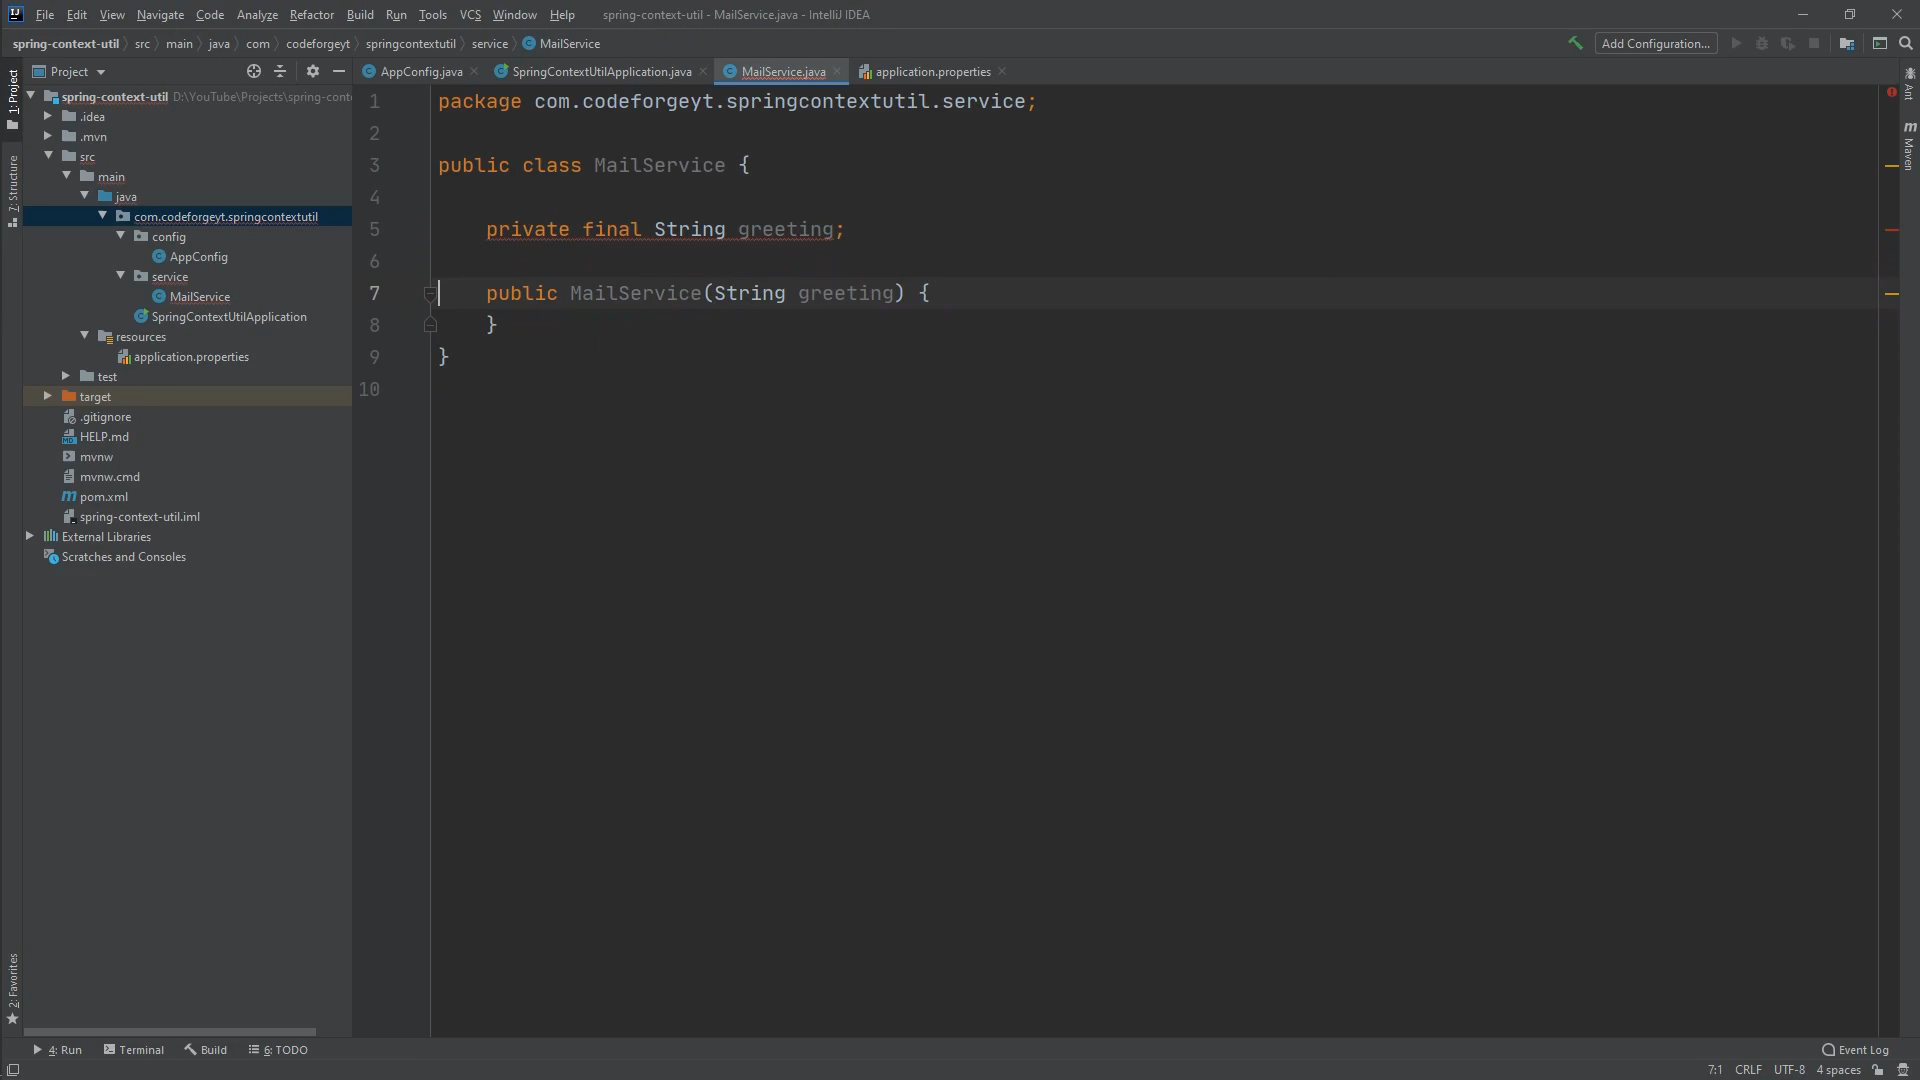 File Edit View Navigate Code Analyze Refactor Build Run Tools VCS Window Help spring-context-util - MailService.java - IntelliJ IDEA
spring-context-util src main java com codeforgeyt springcontextutil service MailService Add Configuration...
Project
AppConfig.java SpringContextUtilApplication.java MailService.java application.properties
1: Project
7: Structure
2: Favorites
spring-context-util D:\YouTube\Projects\spring-cont
.idea
.mvn
src
main
java
com.codeforgeyt.springcontextutil
config
AppConfig
service
MailService
SpringContextUtilApplication
resources
application.properties
test
target
.gitignore
HELP.md
mvnw
mvnw.cmd
pom.xml
spring-context-util.iml
External Libraries
Scratches and Consoles
1 package com.codeforgeyt.springcontextutil.service;
2
3 public class MailService {
4
5 private final String greeting;
6
7 public MailService(String greeting) {
8 }
9 }
10
Ant
Maven
4: Run Terminal Build 6: TODO Event Log
7:1 CRLF UTF-8 4 spaces